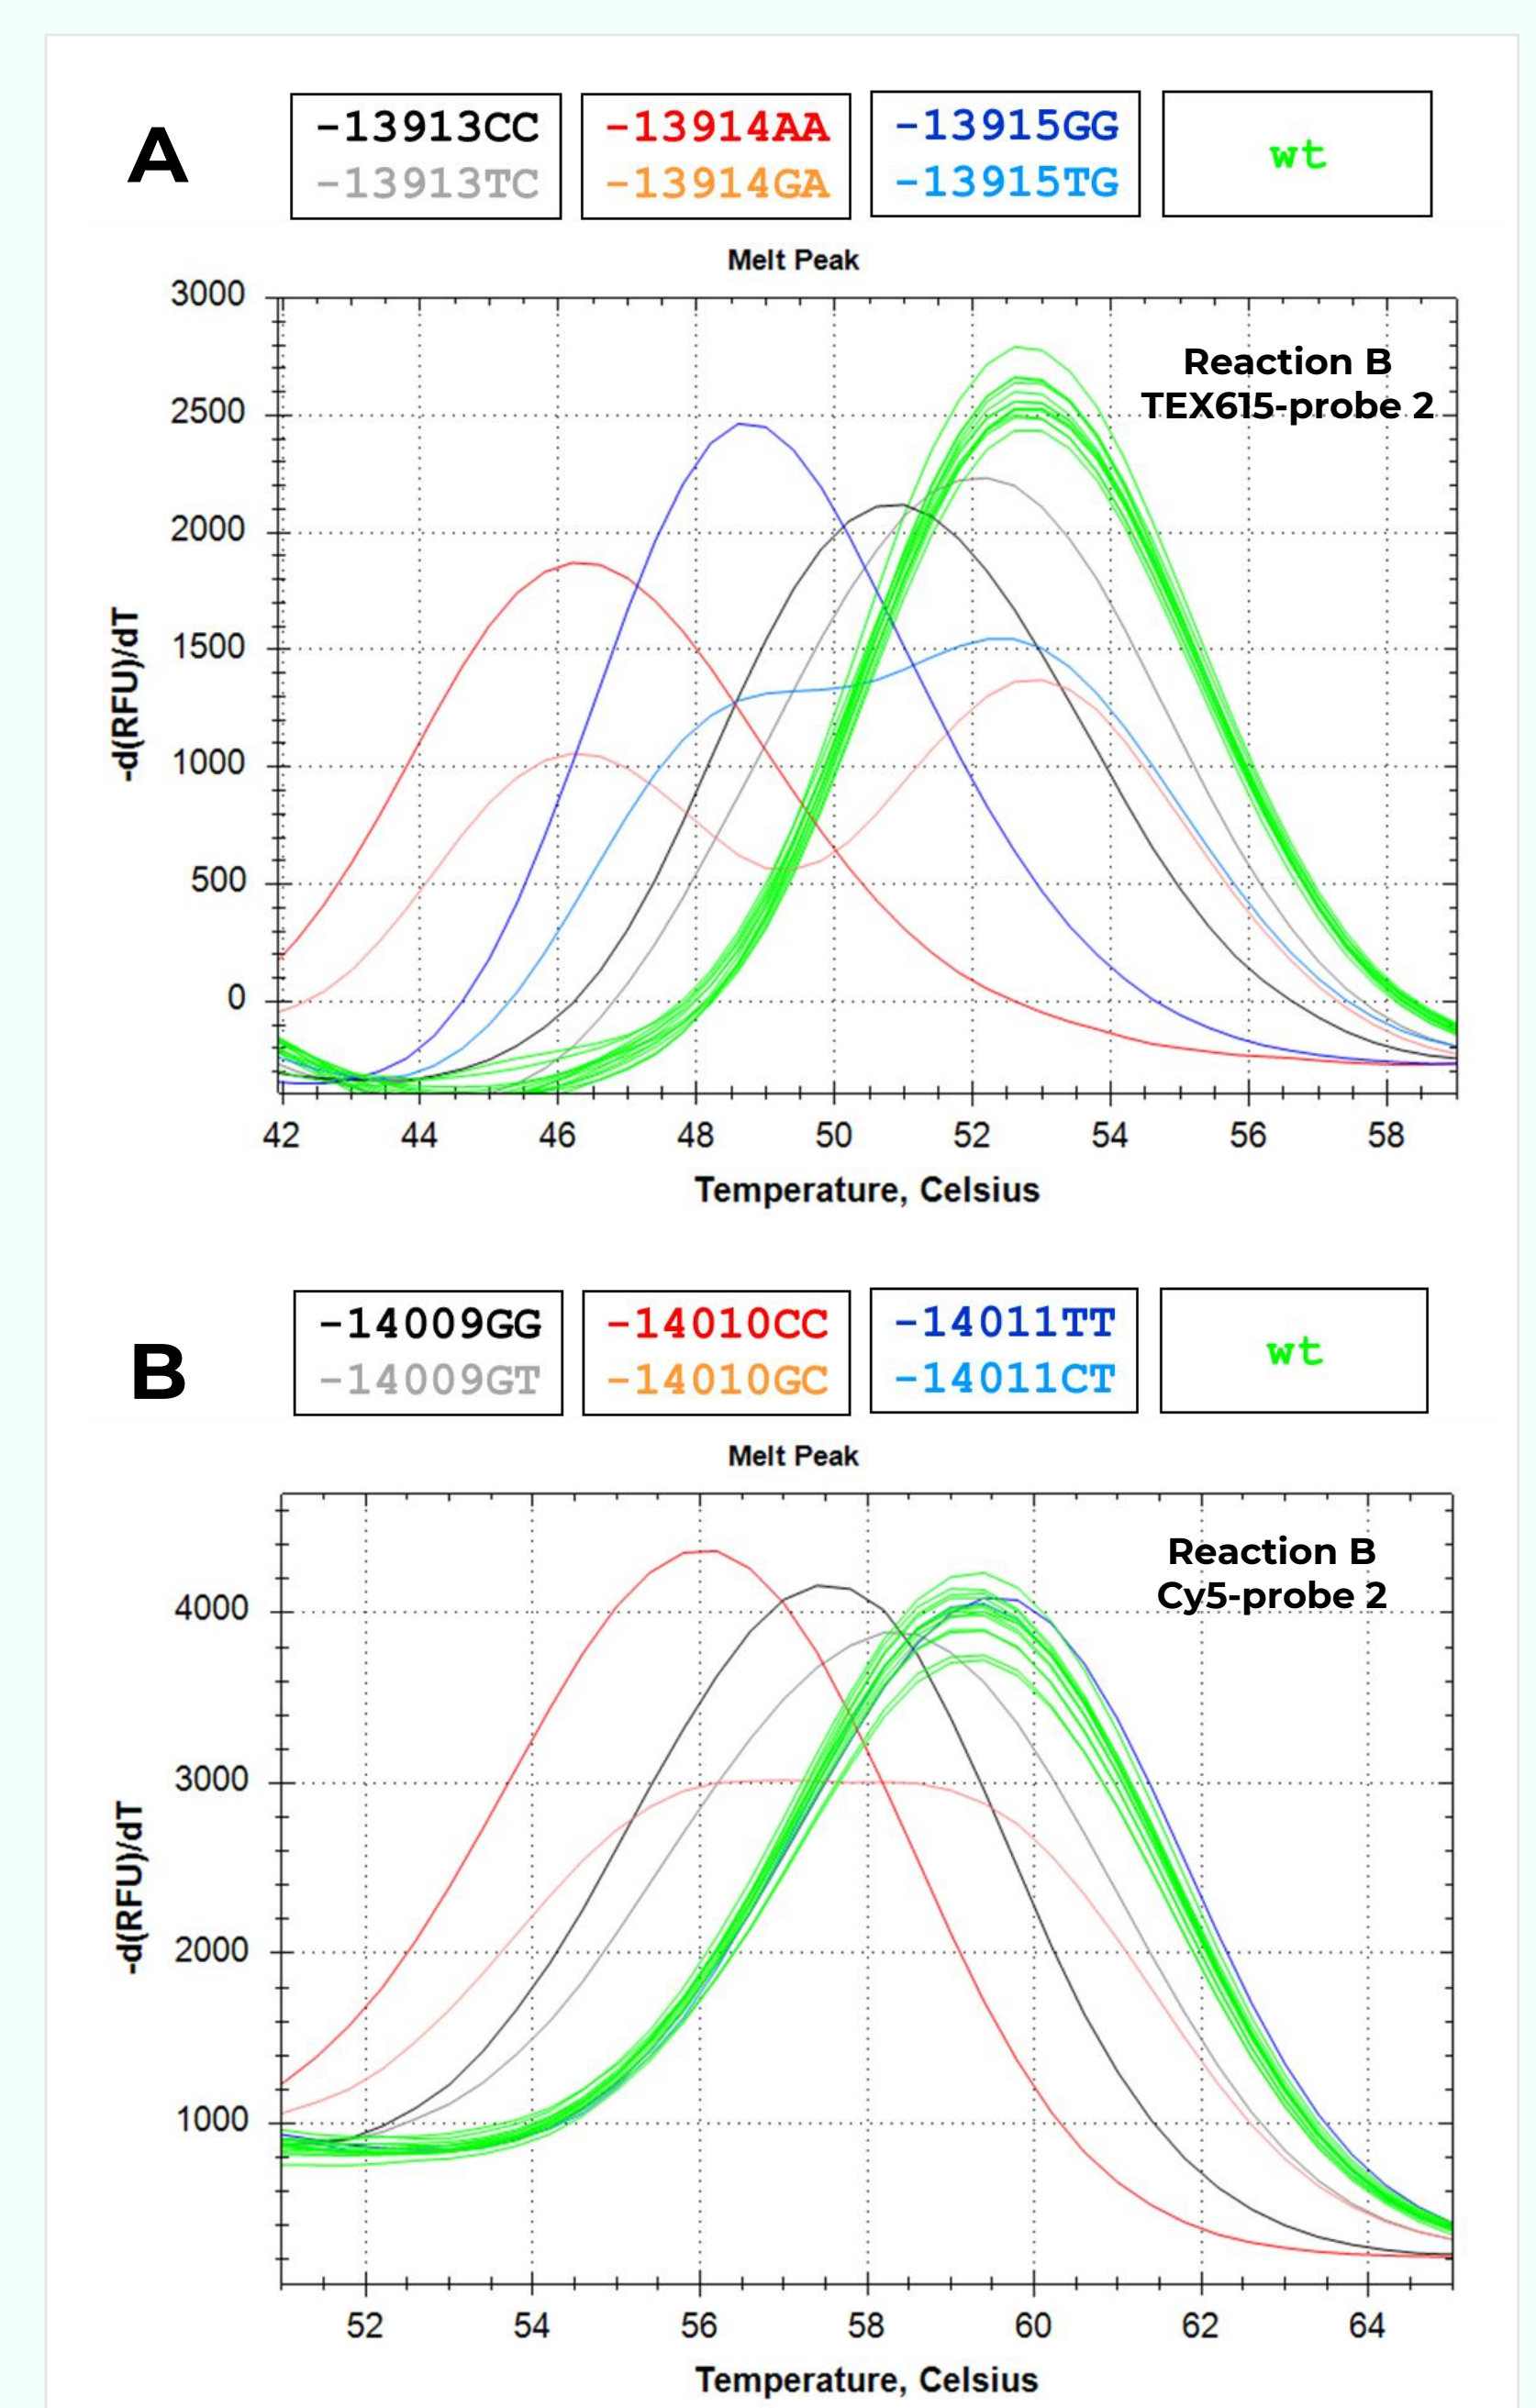 A
-13913CC
-13913TC
-13914AA
-13914GA
-13915GG
-13915TG
wt
Melt Peak
Reaction B
TEX615-probe 2
-d(RFU)/dT
3000
2500
2000
1500
1000
500
0
42 44 46 48 50 52 54 56 58
Temperature, Celsius
B
-14009GG
-14009GT
-14010CC
-14010GC
-14011TT
-14011CT
wt
Melt Peak
Reaction B
Cy5-probe 2
-d(RFU)/dT
4000
3000
2000
1000
52 54 56 58 60 62 64
Temperature, Celsius